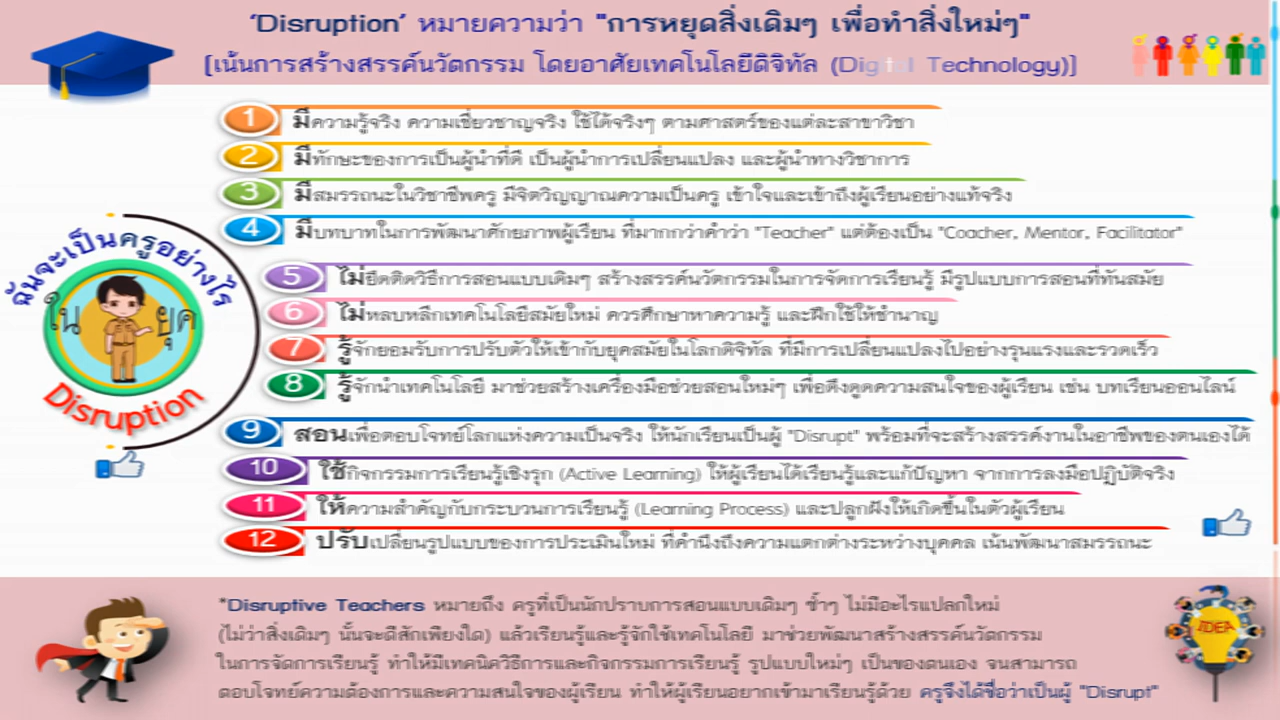 ‘Disruption’ หมายความว่า "การหยุดสิ่งเดิมๆ เพื่อทำสิ่งใหม่ๆ"
[เน้นการสร้างสรรค์นวัตกรรม โดยอาศัยเทคโนโลยีดิจิทัล (Digital Technology)]
1 มีความรู้จริง ความเชี่ยวชาญจริง ใช้ได้จริงๆ ตามศาสตร์ของแต่ละสาขาวิชา
2 มีทักษะของการเป็นผู้นำที่ดี เป็นผู้นำการเปลี่ยนแปลง และผู้นำทางวิชาการ
3 มีสมรรถนะในวิชาชีพครู มีจิตวิญญาณความเป็นครู เข้าใจและเข้าถึงผู้เรียนอย่างแท้จริง
4 มีบทบาทในการพัฒนาศักยภาพผู้เรียน ที่มากกว่าคำว่า "Teacher" แต่ต้องเป็น "Coacher, Mentor, Facilitator"
ฉันจะเป็นครูอย่างไร
ใน ยุค
Disruption
5 ไม่ยึดติดวิธีการสอนแบบเดิมๆ สร้างสรรค์นวัตกรรมในการจัดการเรียนรู้ มีรูปแบบการสอนที่ทันสมัย
6 ไม่หลบหลีกเทคโนโลยีสมัยใหม่ ควรศึกษาหาความรู้ และฝึกใช้ให้ชำนาญ
7 รู้จักยอมรับการปรับตัวให้เข้ากับยุคสมัยในโลกดิจิทัล ที่มีการเปลี่ยนแปลงไปอย่างรุนแรงและรวดเร็ว
8 รู้จักนำเทคโนโลยี มาช่วยสร้างเครื่องมือช่วยสอนใหม่ๆ เพื่อดึงดูดความสนใจของผู้เรียน เช่น บทเรียนออนไลน์
9 สอนเพื่อตอบโจทย์โลกแห่งความเป็นจริง ให้นักเรียนเป็นผู้ "Disrupt" พร้อมที่จะสร้างสรรค์งานในอาชีพของตนเองได้
10 ใช้กิจกรรมการเรียนรู้เชิงรุก (Active Learning) ให้ผู้เรียนได้เรียนรู้และแก้ปัญหา จากการลงมือปฏิบัติจริง
11 ให้ความสำคัญกับกระบวนการเรียนรู้ (Learning Process) และปลูกฝังให้เกิดขึ้นในตัวผู้เรียน
12 ปรับเปลี่ยนรูปแบบของการประเมินใหม่ ที่คำนึงถึงความแตกต่างระหว่างบุคคล เน้นพัฒนาสมรรถนะ
*Disruptive Teachers หมายถึง ครูที่เป็นนักปราบการสอนแบบเดิมๆ ซ้ำๆ ไม่มีอะไรแปลกใหม่
(ไม่ว่าสิ่งเดิมๆ นั้นจะดีสักเพียงใด) แล้วเรียนรู้และรู้จักใช้เทคโนโลยี มาช่วยพัฒนาสร้างสรรค์นวัตกรรม
ในการจัดการเรียนรู้ ทำให้มีเทคนิควิธีการและกิจกรรมการเรียนรู้ รูปแบบใหม่ๆ เป็นของตนเอง จนสามารถ
ตอบโจทย์ความต้องการและความสนใจของผู้เรียน ทำให้ผู้เรียนอยากเข้ามาเรียนรู้ด้วย ครูจึงได้ชื่อว่าเป็นผู้ "Disrupt"
IDEA